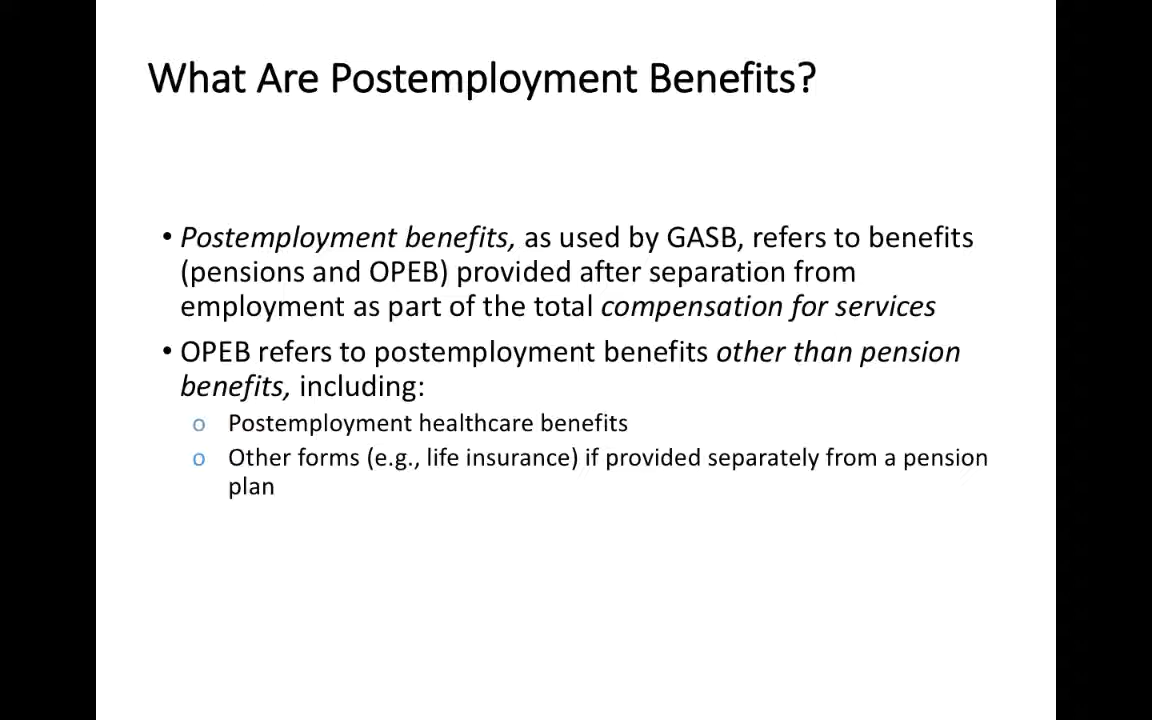 What Are Postemployment Benefits?
• Postemployment benefits, as used by GASB, refers to benefits
(pensions and OPEB) provided after separation from
employment as part of the total compensation for services
• OPEB refers to postemployment benefits other than pension
benefits, including:
o Postemployment healthcare benefits
o Other forms (e.g., life insurance) if provided separately from a pension
plan